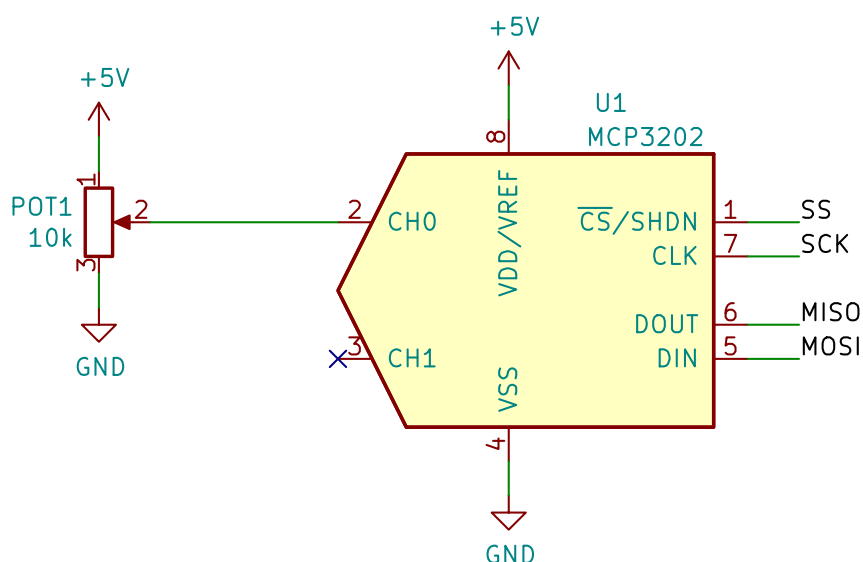 +5V
+5V
U1
MCP3202
8
1
POT1
10k
2
3
GND
2
CH0
VDD/VREF
CS/SHDN
1
SS
CLK
7
SCK
DOUT
6
MISO
3
CH1
DIN
5
MOSI
VSS
4
GND